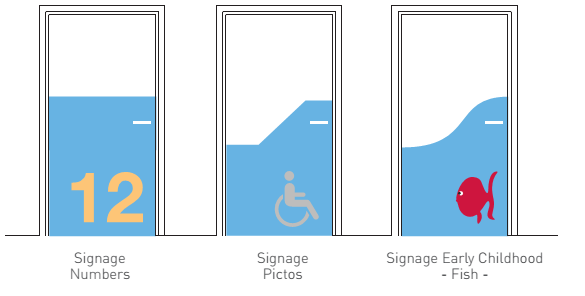 12
Signage
Numbers
Signage
Pictos
Signage Early Childhood
- Fish -